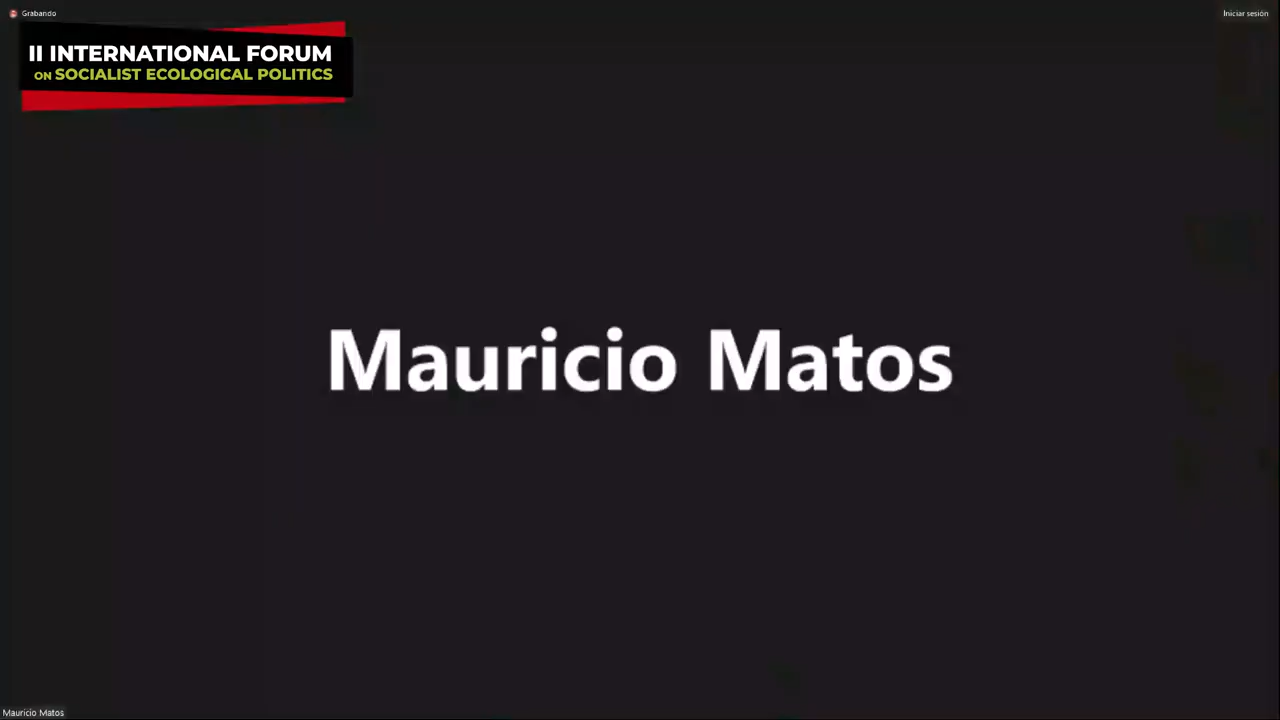 Grabando
Iniciar sesión
II INTERNATIONAL FORUM
ON SOCIALIST ECOLOGICAL POLITICS
Mauricio Matos
Mauricio Matos